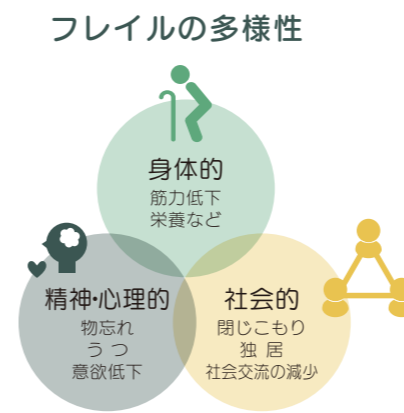 フレイルの多様性
身体的
筋力低下
栄養など
精神・心理的
物忘れ
うつ
意欲低下
社会的
閉じこもり
独居
社会交流の減少